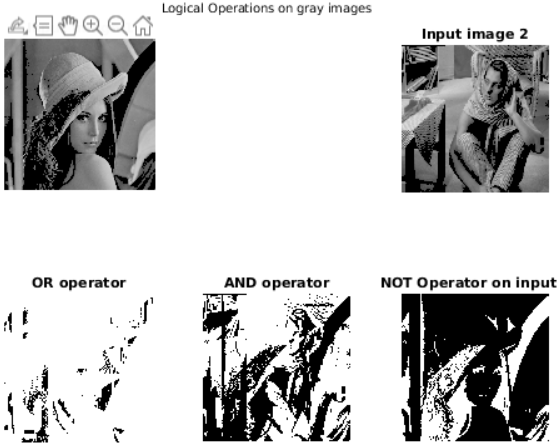 Logical Operations on gray images
Input image 2
OR operator
AND operator
NOT Operator on input